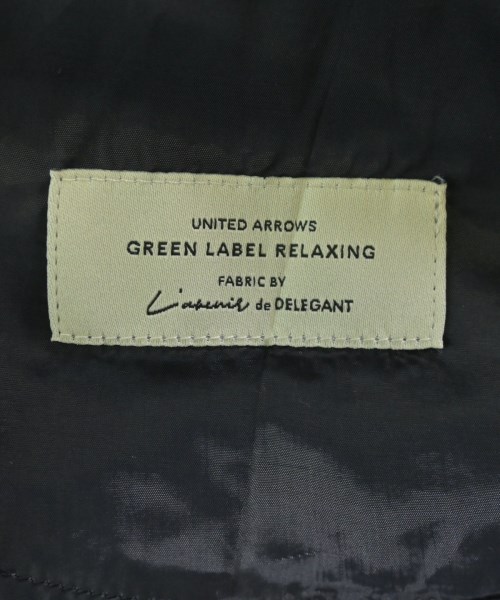 UNITED ARROWS
GREEN LABEL RELAXING
FABRIC BY
L'avenir de DELEGANT